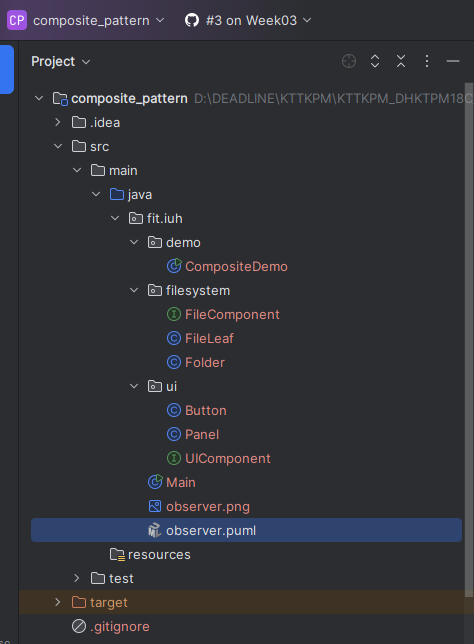 CP composite_pattern #3 on Week03
Project
composite_pattern D:\DEADLINE\KTTKPM\KTTKPM_DHKTPM18C
.idea
src
main
java
fit.iuh
demo
CompositeDemo
filesystem
FileComponent
FileLeaf
Folder
ui
Button
Panel
UIComponent
Main
observer.png
observer.puml
resources
test
target
.gitignore